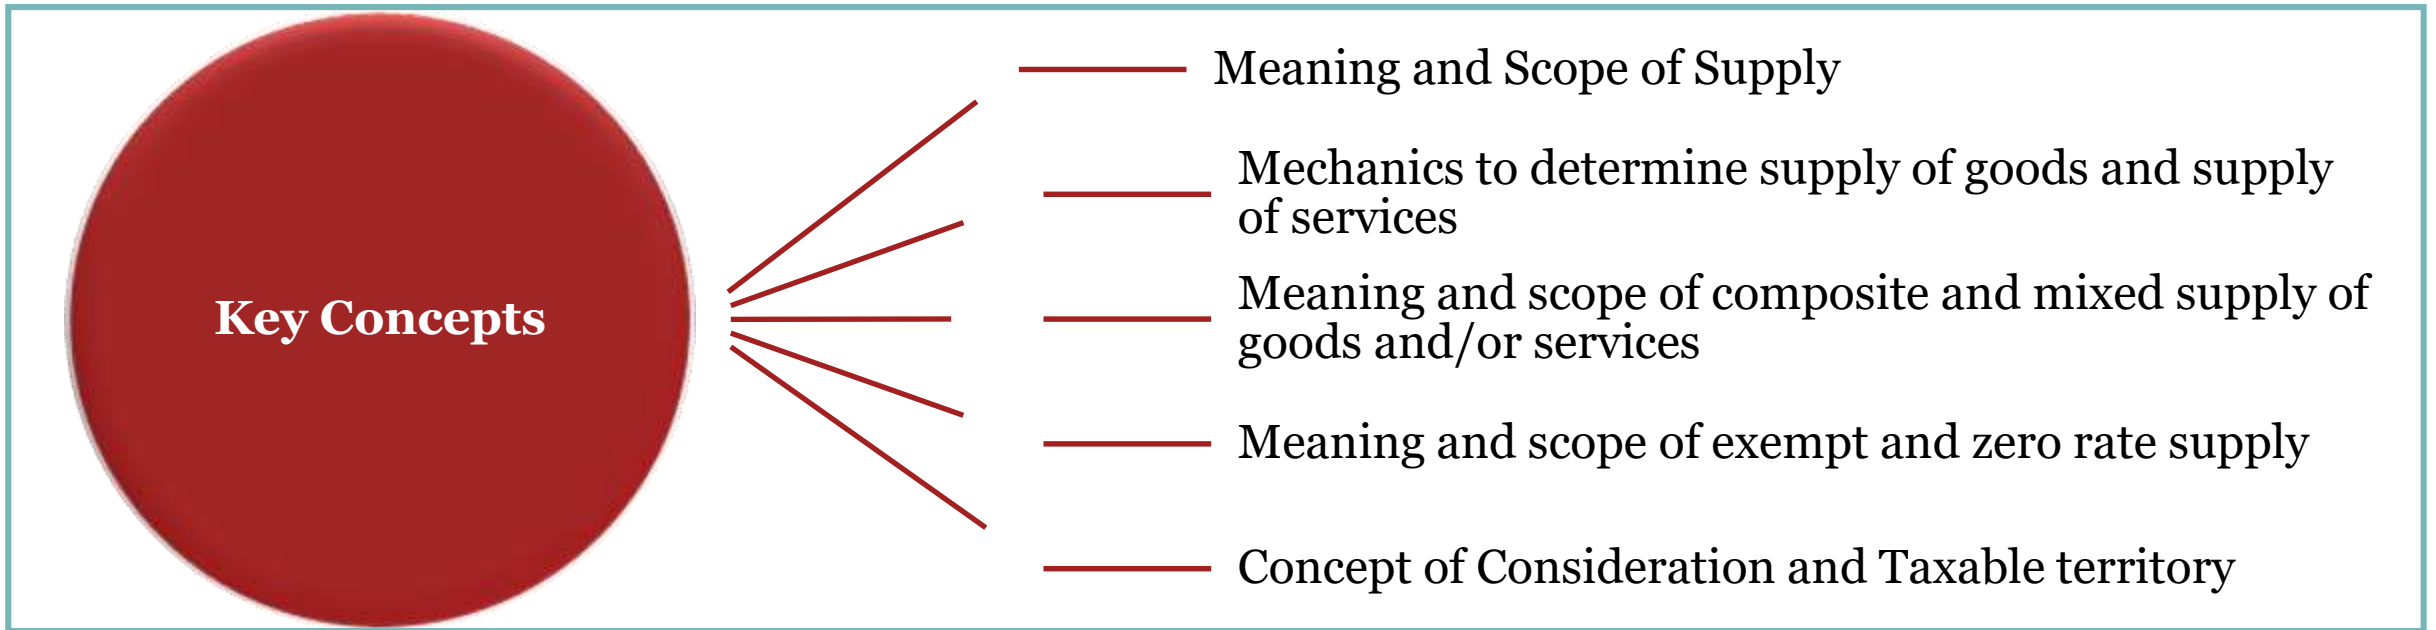 Key Concepts
Meaning and Scope of Supply
Mechanics to determine supply of goods and supply
of services
Meaning and scope of composite and mixed supply of
goods and/or services
Meaning and scope of exempt and zero rate supply
Concept of Consideration and Taxable territory